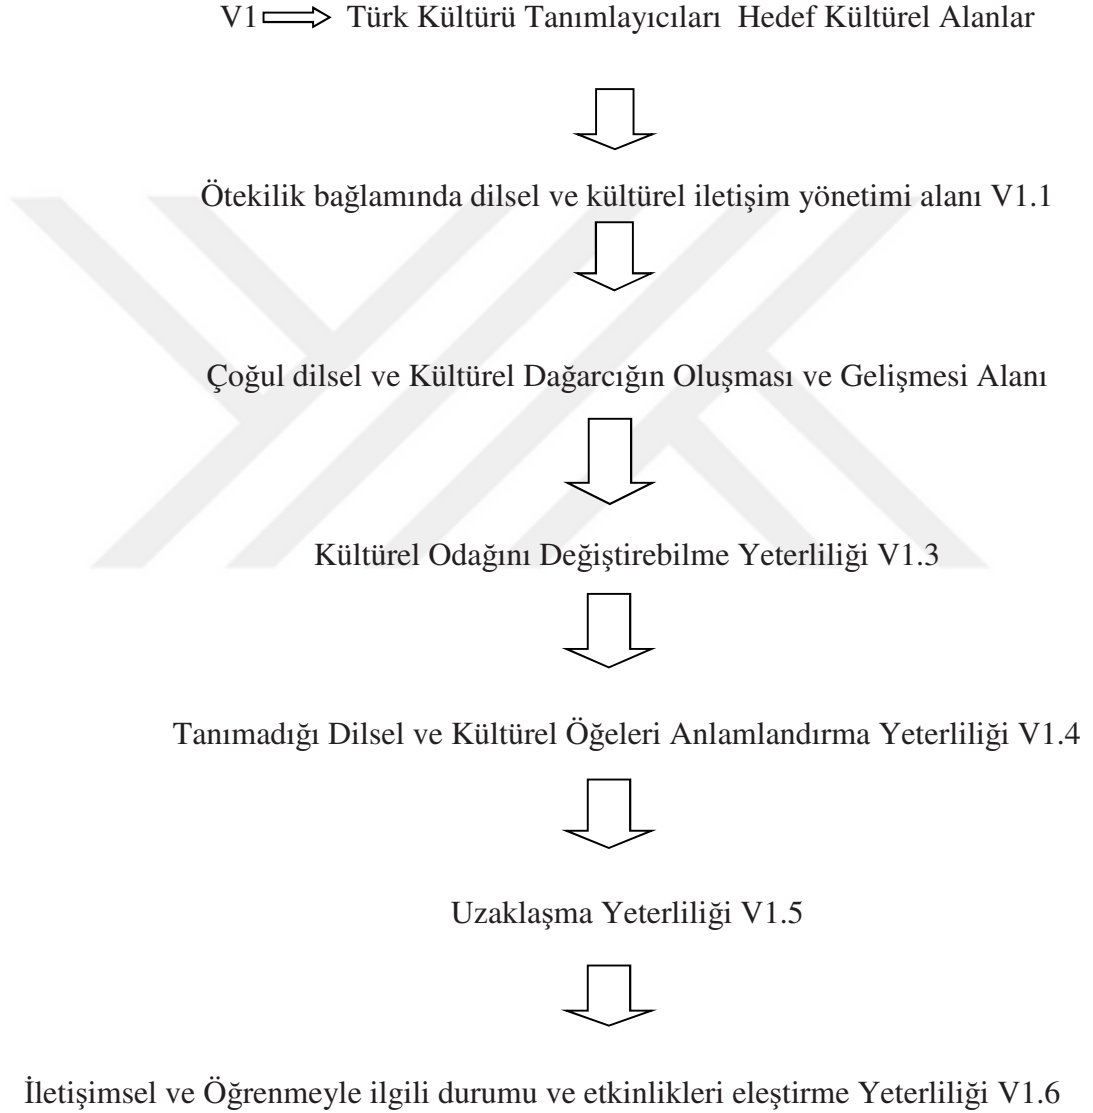 V1 Türk Kültürü Tanımlayıcıları Hedef Kültürel Alanlar
Ötekilik bağlamında dilsel ve kültürel iletişim yönetimi alanı V1.1
Çoğul dilsel ve Kültürel Dağarcığın Oluşması ve Gelişmesi Alanı
Kültürel Odağını Değiştirebilme Yeterliliği V1.3
Tanımadığı Dilsel ve Kültürel Öğeleri Anlamlandırma Yeterliliği V1.4
Uzaklaşma Yeterliliği V1.5
İletişimsel ve Öğrenmeyle ilgili durumu ve etkinlikleri eleştirme Yeterliliği V1.6